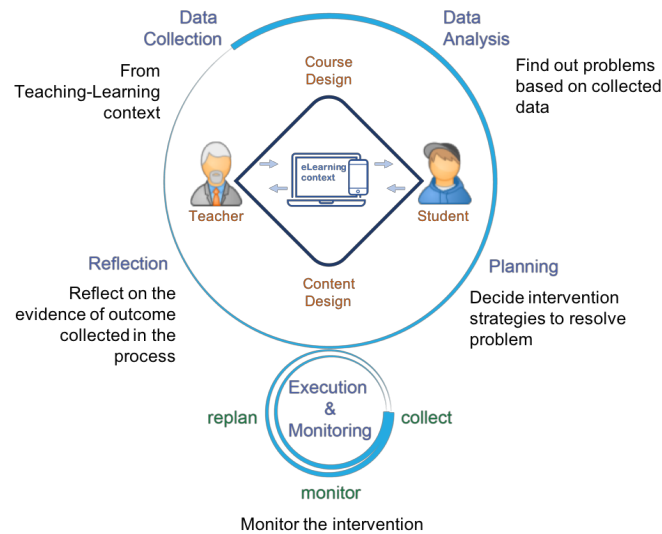 Data
Collection
From
Teaching-Learning
context
Data
Analysis
Find out problems
based on collected
data
Course
Design
eLearning
context
Teacher
Student
Content
Design
Reflection
Reflect on the
evidence of outcome
collected in the
process
Planning
Decide intervention
strategies to resolve
problem
Execution
&
Monitoring
replan
collect
monitor
Monitor the intervention